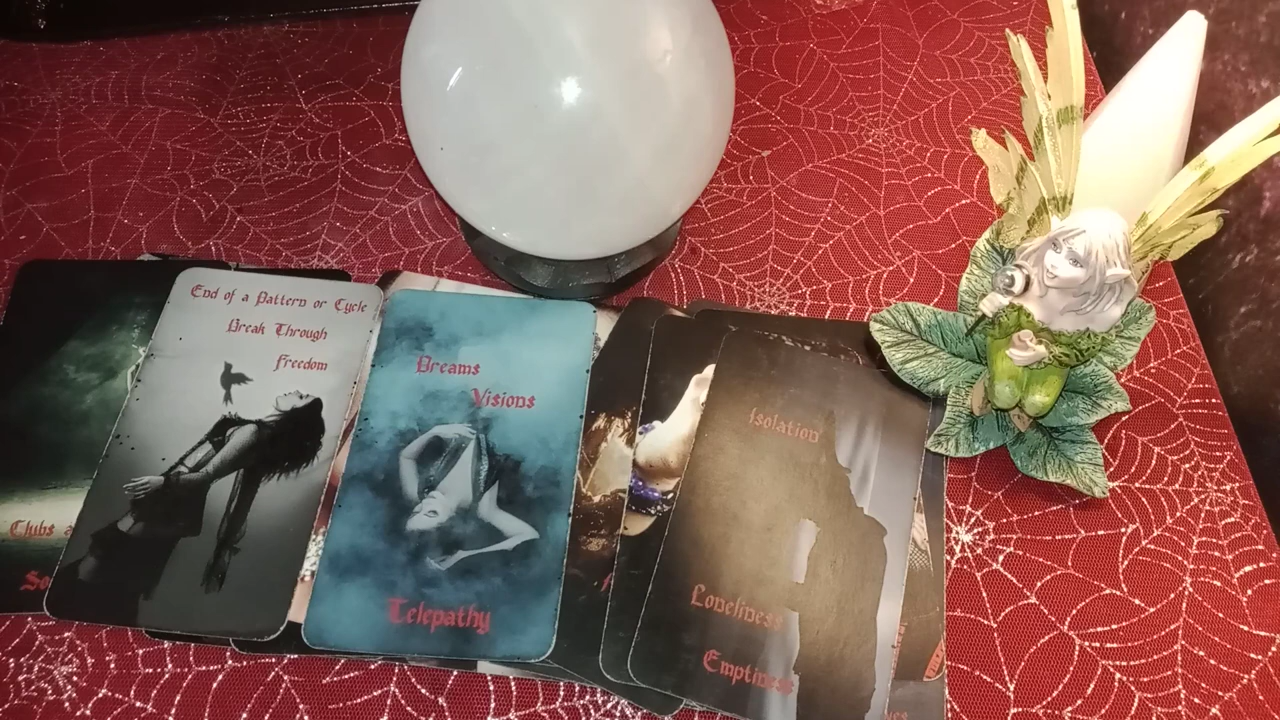 End of a Pattern or Cycle
Break Through
Freedom
Dreams
Visions
Telepathy
Isolation
Loneliness
Emptiness
Clubs